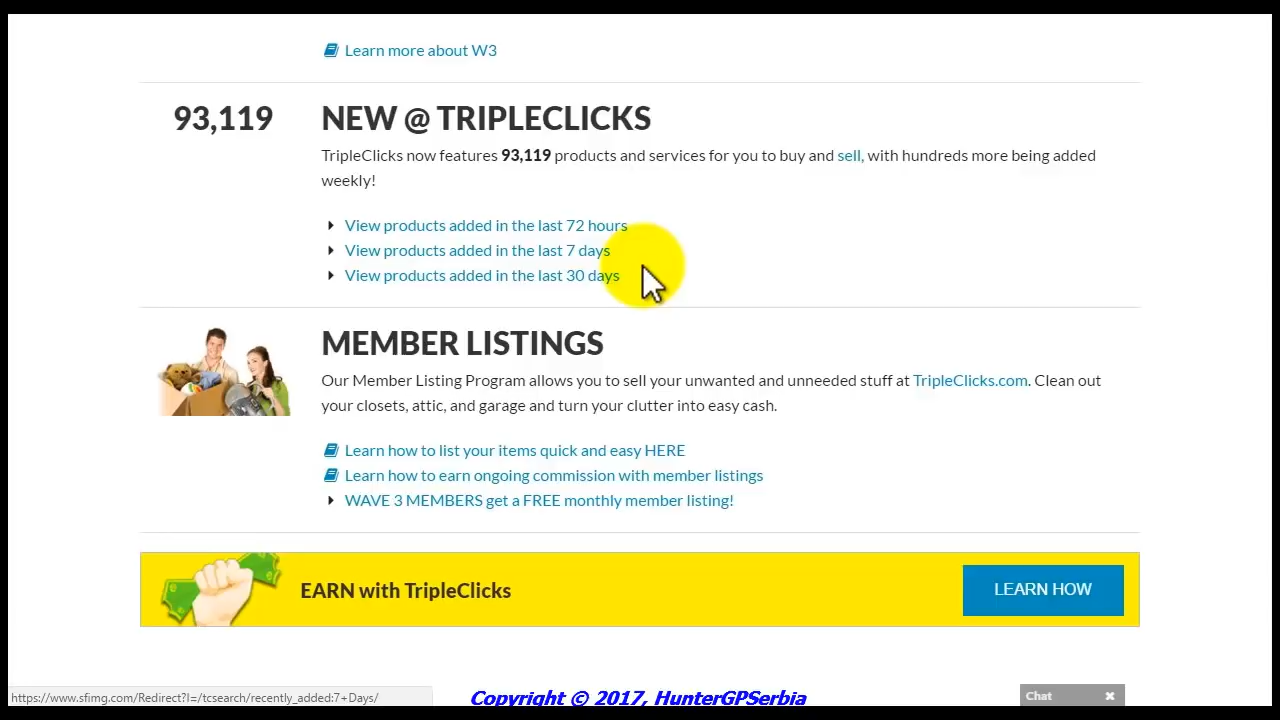 Learn more about W3
93,119
NEW @ TRIPLECLICKS
TripleClicks now features 93,119 products and services for you to buy and sell, with hundreds more being added
weekly!
View products added in the last 72 hours
View products added in the last 7 days
View products added in the last 30 days
MEMBER LISTINGS
Our Member Listing Program allows you to sell your unwanted and unneeded stuff at TripleClicks.com. Clean out
your closets, attic, and garage and turn your clutter into easy cash.
Learn how to list your items quick and easy HERE
Learn how to earn ongoing commission with member listings
WAVE 3 MEMBERS get a FREE monthly member listing!
EARN with TripleClicks
LEARN HOW
https://www.sfimg.com/Redirect?l=/tcsearch/recently_added:7+Days/
Copyright © 2017, HunterGPSerbia
Chat